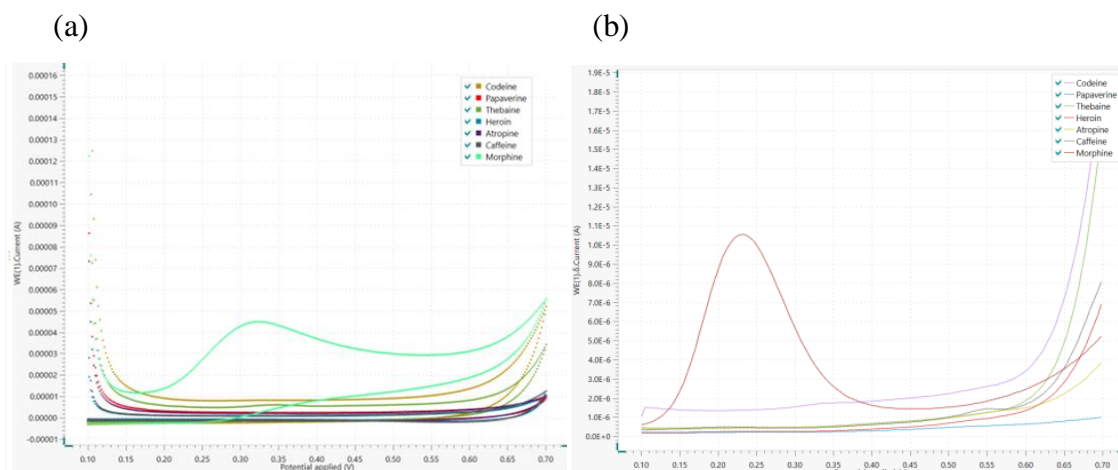 (a)
(b)
WE(1).Current (A)
0.00016
0.00015
0.00014
0.00013
0.00012
0.00011
0.00010
0.00009
0.00008
0.00007
0.00006
0.00005
0.00004
0.00003
0.00002
0.00001
0.00000
-0.00001
0.10 0.15 0.20 0.25 0.30 0.35 0.40 0.45 0.50 0.55 0.60 0.65 0.70
Potential applied (V)
Codeine
Papaverine
Thebaine
Heroin
Atropine
Caffeine
Morphine
WE(1).δ.Current (A)
1.9E-5
1.8E-5
1.7E-5
1.6E-5
1.5E-5
1.4E-5
1.3E-5
1.2E-5
1.1E-5
1.0E-5
9.0E-6
8.0E-6
7.0E-6
6.0E-6
5.0E-6
4.0E-6
3.0E-6
2.0E-6
1.0E-6
0.0E+0
0.10 0.15 0.20 0.25 0.30 0.35 0.40 0.45 0.50 0.55 0.60 0.65 0.70
Codeine
Papaverine
Thebaine
Heroin
Atropine
Caffeine
Morphine